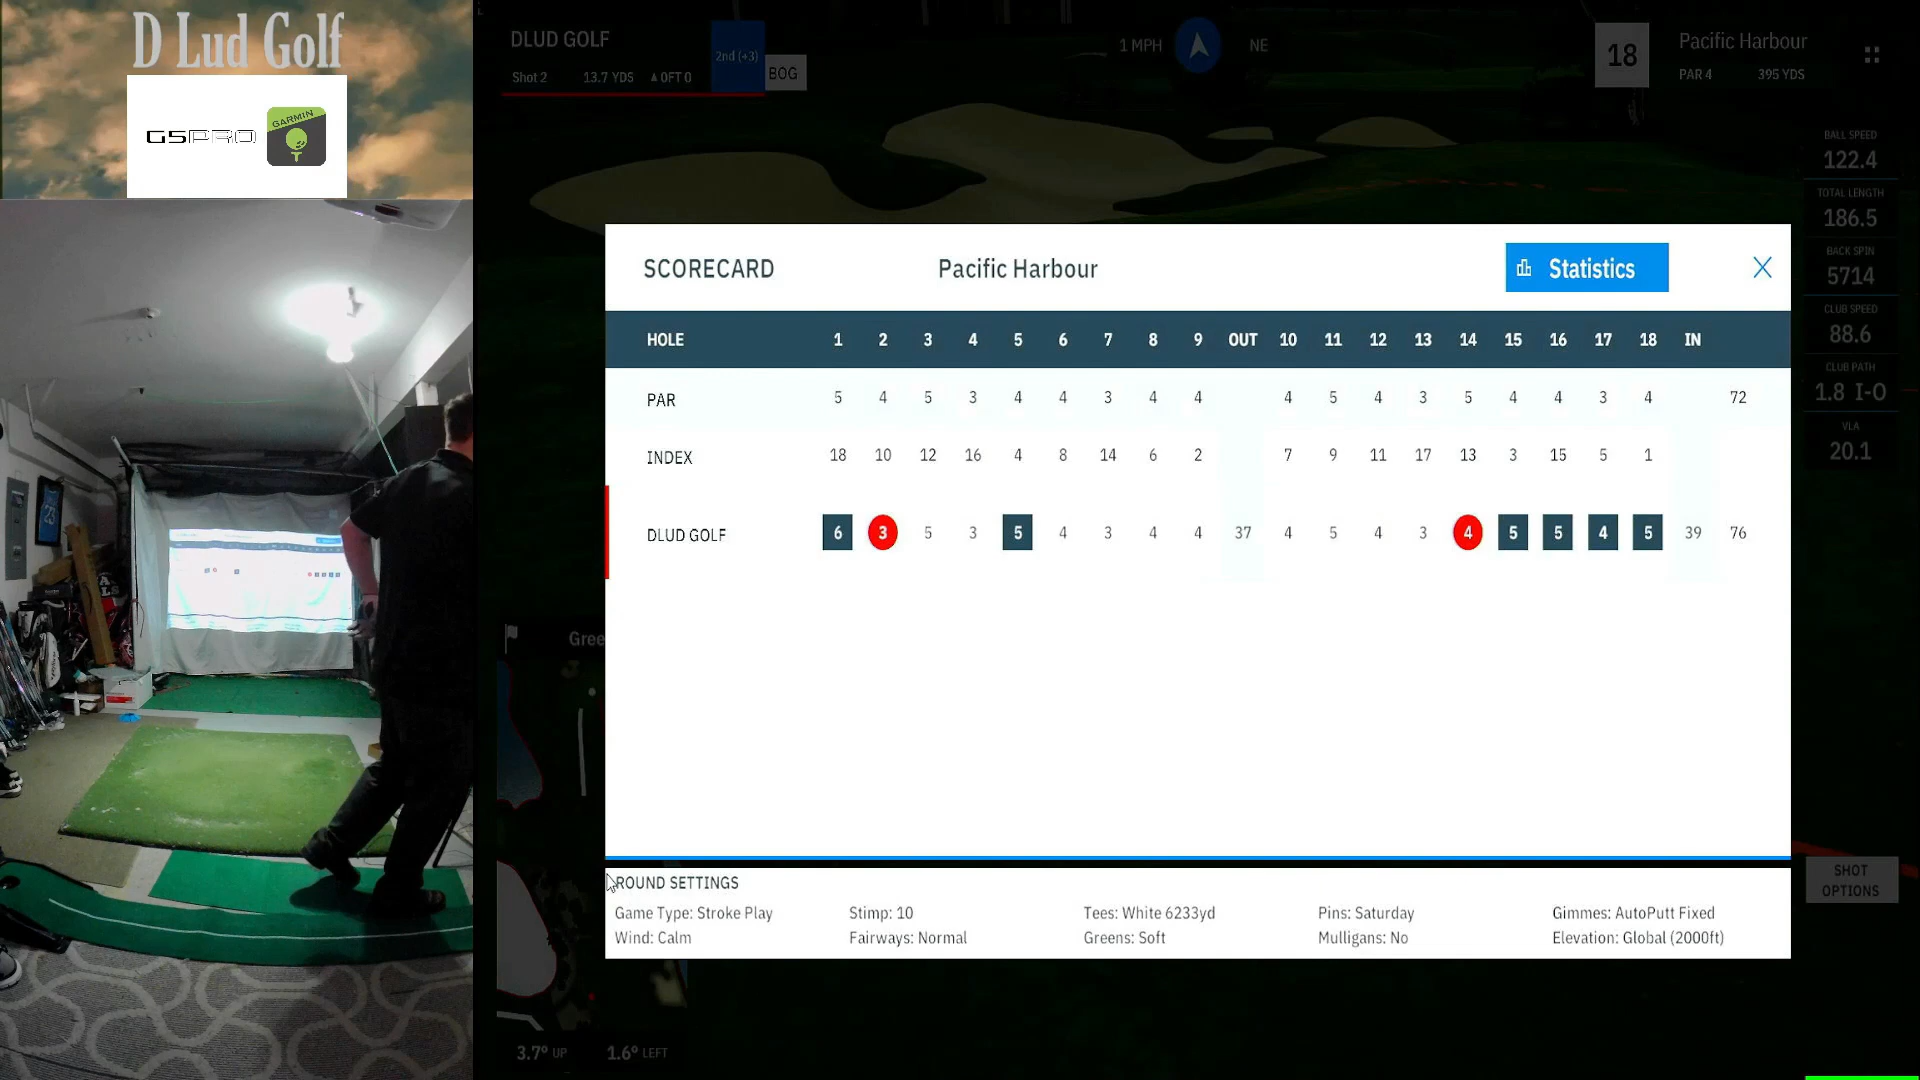 D Lud Golf
GSPRO
GARMIN
DLUD GOLF
2nd (+3)
BOG
Shot 2 13.7 YDS ▲0FT 0
1 MPH NE
18
Pacific Harbour
PAR 4 395 YDS
BALL SPEED
122.4
TOTAL LENGTH
186.5
BACK SPIN
5714
CLUB SPEED
88.6
CLUB PATH
1.8 I-O
VLA
20.1
SCORECARD Pacific Harbour Statistics
HOLE 1 2 3 4 5 6 7 8 9 OUT 10 11 12 13 14 15 16 17 18 IN
PAR 5 4 5 3 4 4 3 4 4 4 5 4 3 5 4 4 3 4 72
INDEX 18 10 12 16 4 8 14 6 2 7 9 11 17 13 3 15 5 1
DLUD GOLF 6 3 5 3 5 4 3 4 4 37 4 5 4 3 4 5 5 4 5 39 76
Gree
ROUND SETTINGS
Game Type: Stroke Play Stimp: 10 Tees: White 6233yd Pins: Saturday Gimmes: AutoPutt Fixed
Wind: Calm Fairways: Normal Greens: Soft Mulligans: No Elevation: Global (2000ft)
SHOT
OPTIONS
3.7° UP 1.6° LEFT